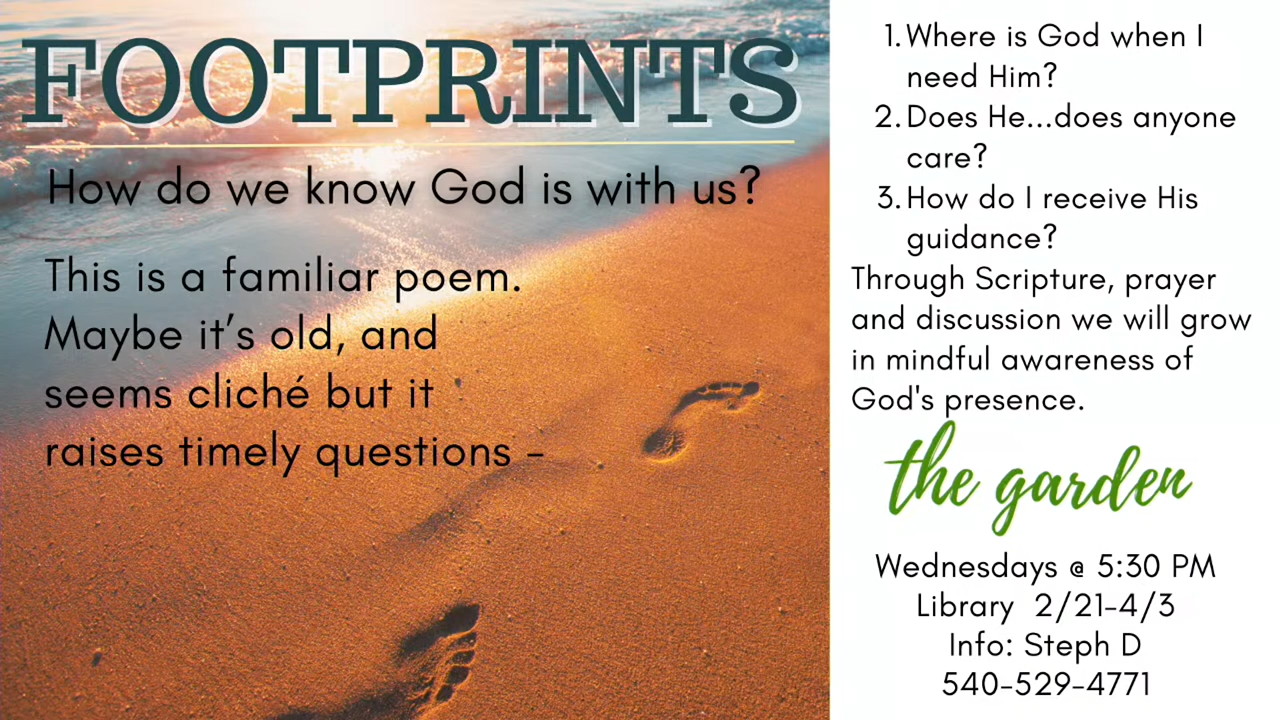 FOOTPRINTS
How do we know God is with us?
This is a familiar poem.
Maybe it’s old, and
seems cliché but it
raises timely questions -
1. Where is God when I
need Him?
2. Does He...does anyone
care?
3. How do I receive His
guidance?
Through Scripture, prayer
and discussion we will grow
in mindful awareness of
God's presence.
the garden
Wednesdays @ 5:30 PM
Library 2/21-4/3
Info: Steph D
540-529-4771